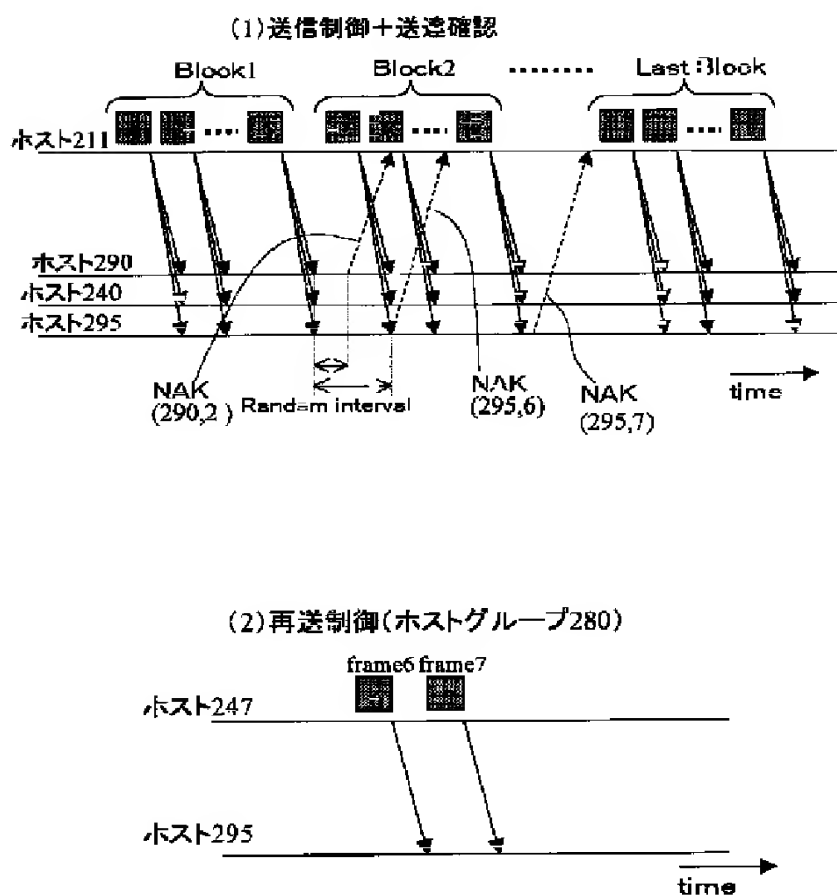 (1)送信制御+送達確認
Blook1
Block2
Last Block
ホスト211
ホスト290
ホスト240
ホスト295
NAK
(290,2)
Random interval
NAK
(295,6)
NAK
(295,7)
time
(2)再送制御(ホストグループ280)
frame6 frame7
ホスト247
ホスト295
time